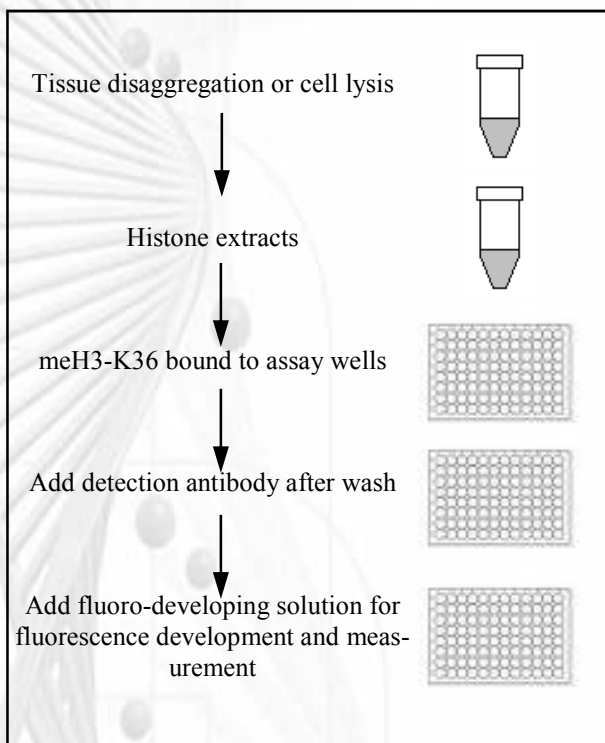 Tissue disaggregation or cell lysis
Histone extracts
meH3-K36 bound to assay wells
Add detection antibody after wash
Add fluoro-developing solution for
fluorescence development and meas-
urement